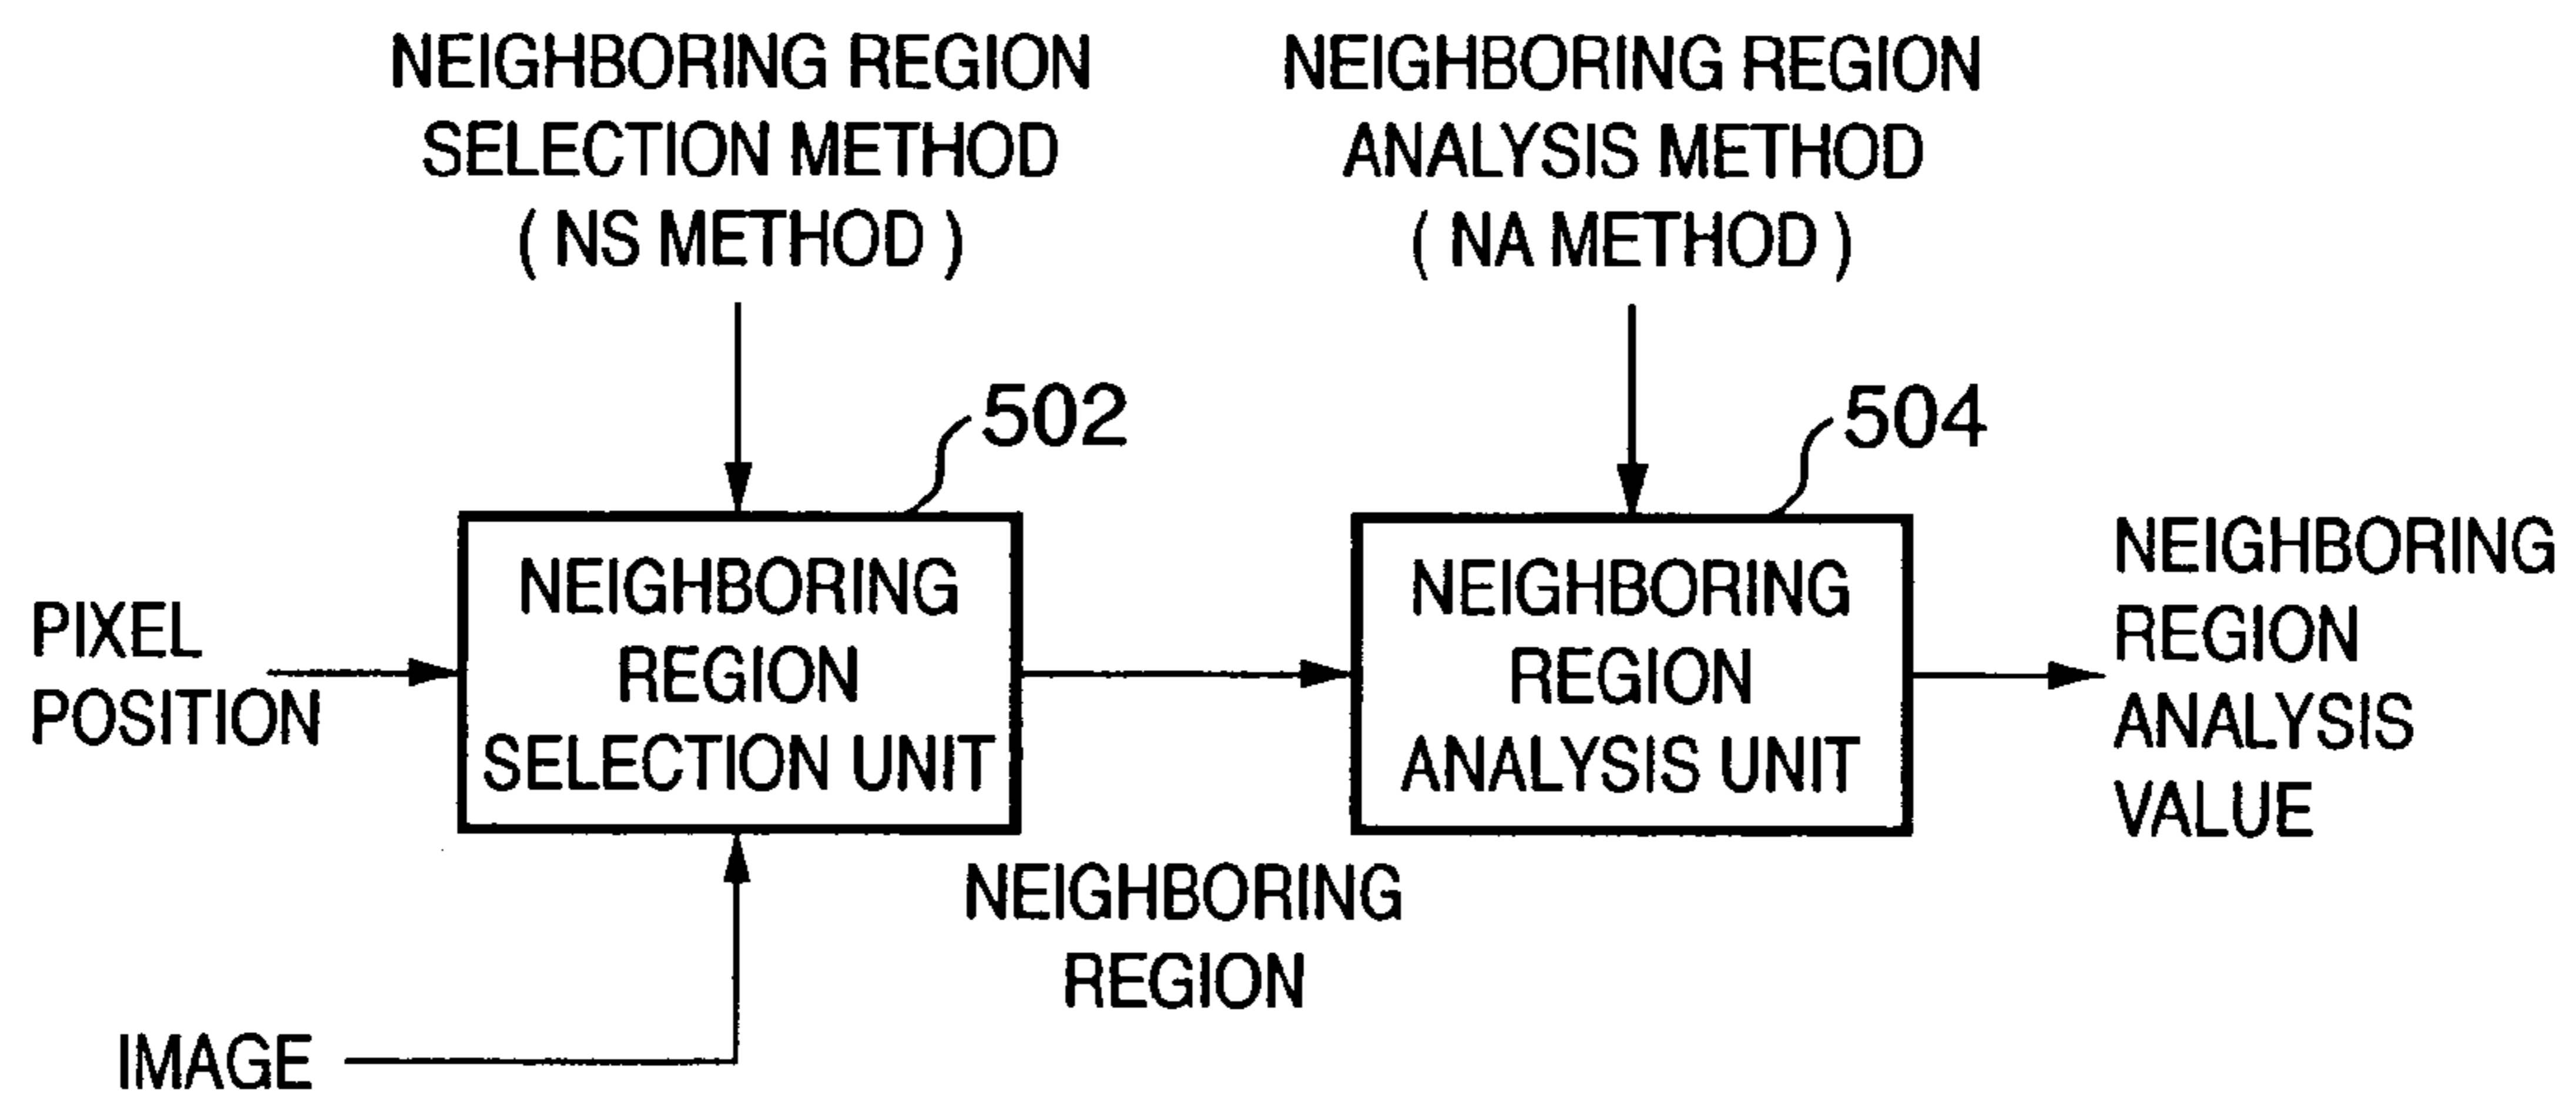 NEIGHBORING REGION
SELECTION METHOD
( NS METHOD )
NEIGHBORING REGION
ANALYSIS METHOD
( NA METHOD )
502
504
PIXEL
POSITION
NEIGHBORING
REGION
SELECTION UNIT
NEIGHBORING
REGION
ANALYSIS UNIT
NEIGHBORING
REGION
ANALYSIS
VALUE
NEIGHBORING
REGION
IMAGE